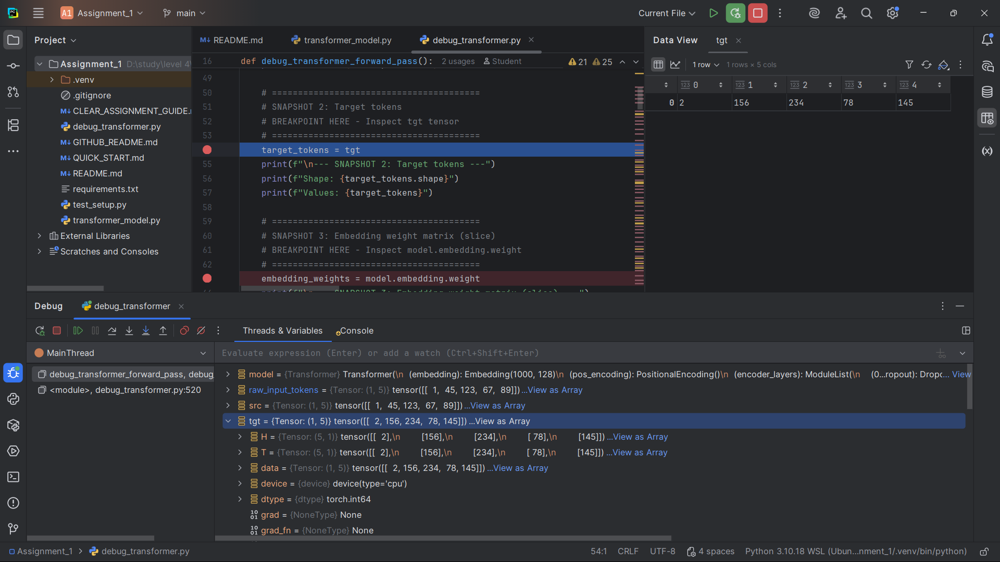 A1 Assignment_1 main Current File
Project
Assignment_1 D:\study\level 4\
.venv
.gitignore
CLEAR_ASSIGNMENT_GUIDE.
debug_transformer.py
GITHUB_README.md
QUICK_START.md
README.md
requirements.txt
test_setup.py
transformer_model.py
External Libraries
Scratches and Consoles
README.md transformer_model.py debug_transformer.py
16 def debug_transformer_forward_pass(): 2 usages Student 21 25
49
50 # ========================================
51 # SNAPSHOT 2: Target tokens
52 # BREAKPOINT HERE - Inspect tgt tensor
53 # ========================================
target_tokens = tgt
55 print(f"\n--- SNAPSHOT 2: Target tokens ---")
56 print(f"Shape: {target_tokens.shape}")
57 print(f"Values: {target_tokens}")
58
59 # ========================================
60 # SNAPSHOT 3: Embedding weight matrix (slice)
61 # BREAKPOINT HERE - Inspect model.embedding.weight
62 # ========================================
embedding_weights = model.embedding.weight
Data View tgt
1 row 1 rows × 5 cols
123 0 123 1 123 2 123 3 123 4
0 2 156 234 78 145
Debug debug_transformer
Threads & Variables Console
MainThread
debug_transformer_forward_pass, debug_
<module>, debug_transformer.py:520
Evaluate expression (Enter) or add a watch (Ctrl+Shift+Enter)
model = {Transformer} Transformer(\n (embedding): Embedding(1000, 128)\n (pos_encoding): PositionalEncoding()\n (encoder_layers): ModuleList(\n (0...ropout): Dropc... View
raw_input_tokens = {Tensor: (1, 5)} tensor([[ 1, 45, 123, 67, 89]]) ...View as Array
src = {Tensor: (1, 5)} tensor([[ 1, 45, 123, 67, 89]]) ...View as Array
tgt = {Tensor: (1, 5)} tensor([[ 2, 156, 234, 78, 145]]) ...View as Array
H = {Tensor: (5, 1)} tensor([[ 2],\n [156],\n [234],\n [ 78],\n [145]]) ...View as Array
T = {Tensor: (5, 1)} tensor([[ 2],\n [156],\n [234],\n [ 78],\n [145]]) ...View as Array
data = {Tensor: (1, 5)} tensor([[ 2, 156, 234, 78, 145]]) ...View as Array
device = {device} device(type='cpu')
dtype = {dtype} torch.int64
grad = {NoneType} None
grad_fn = {NoneType} None
Assignment_1 > debug_transformer.py 54:1 CRLF UTF-8 4 spaces Python 3.10.18 WSL (Ubun...nment_1/.venv/bin/python)